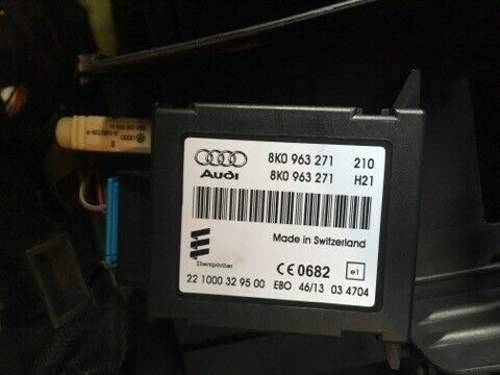 8K0 963 271 210
Audi 8K0 963 271 H21
Made in Switzerland
Eberspächer
CE 0682 e1
22 1000 32 95 00 EBO 46/13 03 4704